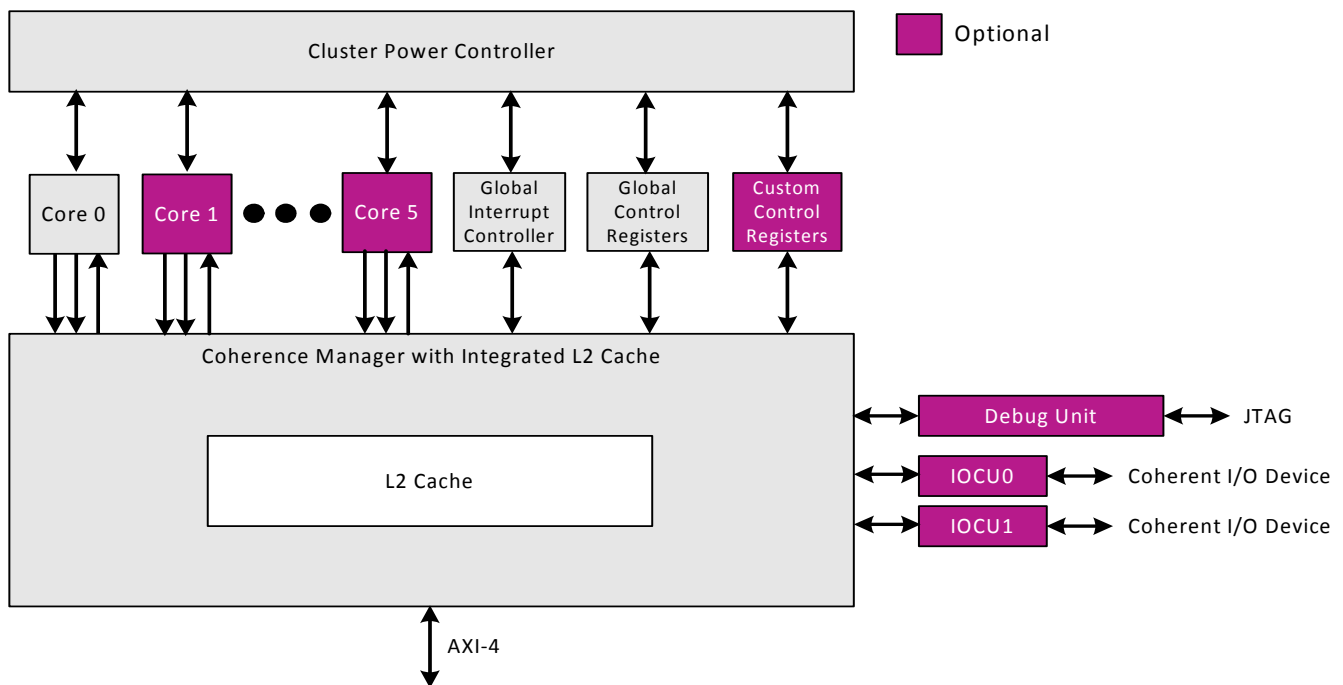 Cluster Power Controller
Optional
Core 0
Core 1
Core 5
Global
Interrupt
Controller
Global
Control
Registers
Custom
Control
Registers
Coherence Manager with Integrated L2 Cache
L2 Cache
Debug Unit
JTAG
IOCU0
Coherent I/O Device
IOCU1
Coherent I/O Device
AXI-4